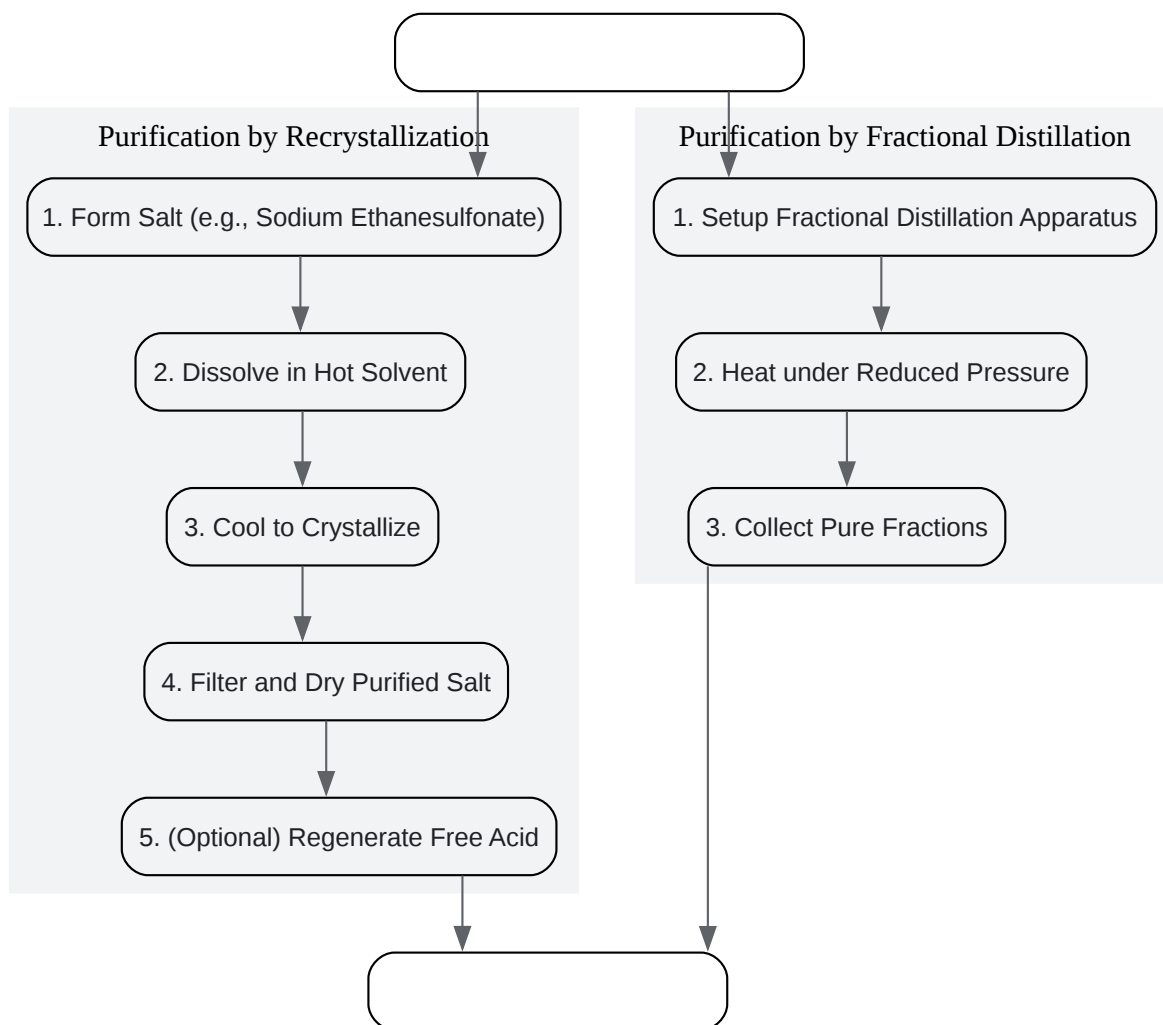 Purification by Recrystallization
1. Form Salt (e.g., Sodium Ethanesulfonate)
2. Dissolve in Hot Solvent
3. Cool to Crystallize
4. Filter and Dry Purified Salt
5. (Optional) Regenerate Free Acid
Purification by Fractional Distillation
1. Setup Fractional Distillation Apparatus
2. Heat under Reduced Pressure
3. Collect Pure Fractions